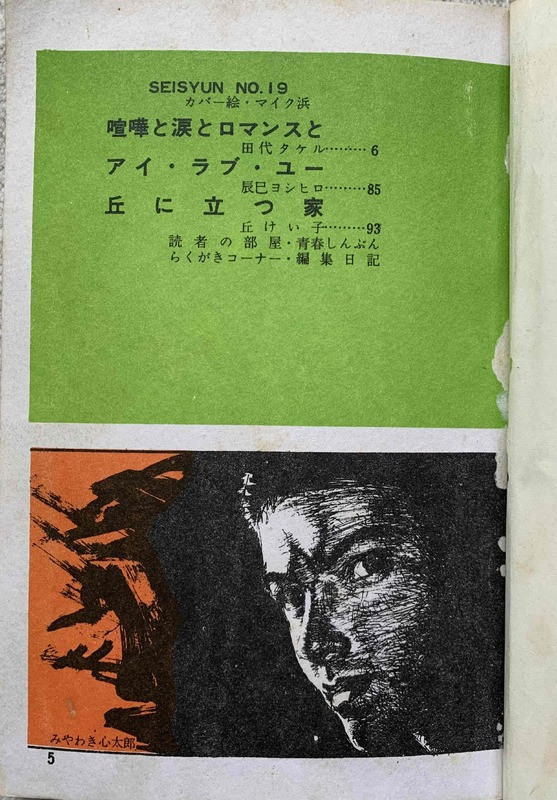 SEISYUN NO.19
カバー絵・マイク浜
喧嘩と涙とロマンスと
田代タケル………6
アイ・ラブ・ユー
辰巳ヨシヒロ………85
丘に立つ家
丘けい子………93
読者の部屋・青春しんぶん
らくがきコーナー・編集日記
みやわき心太郎
5